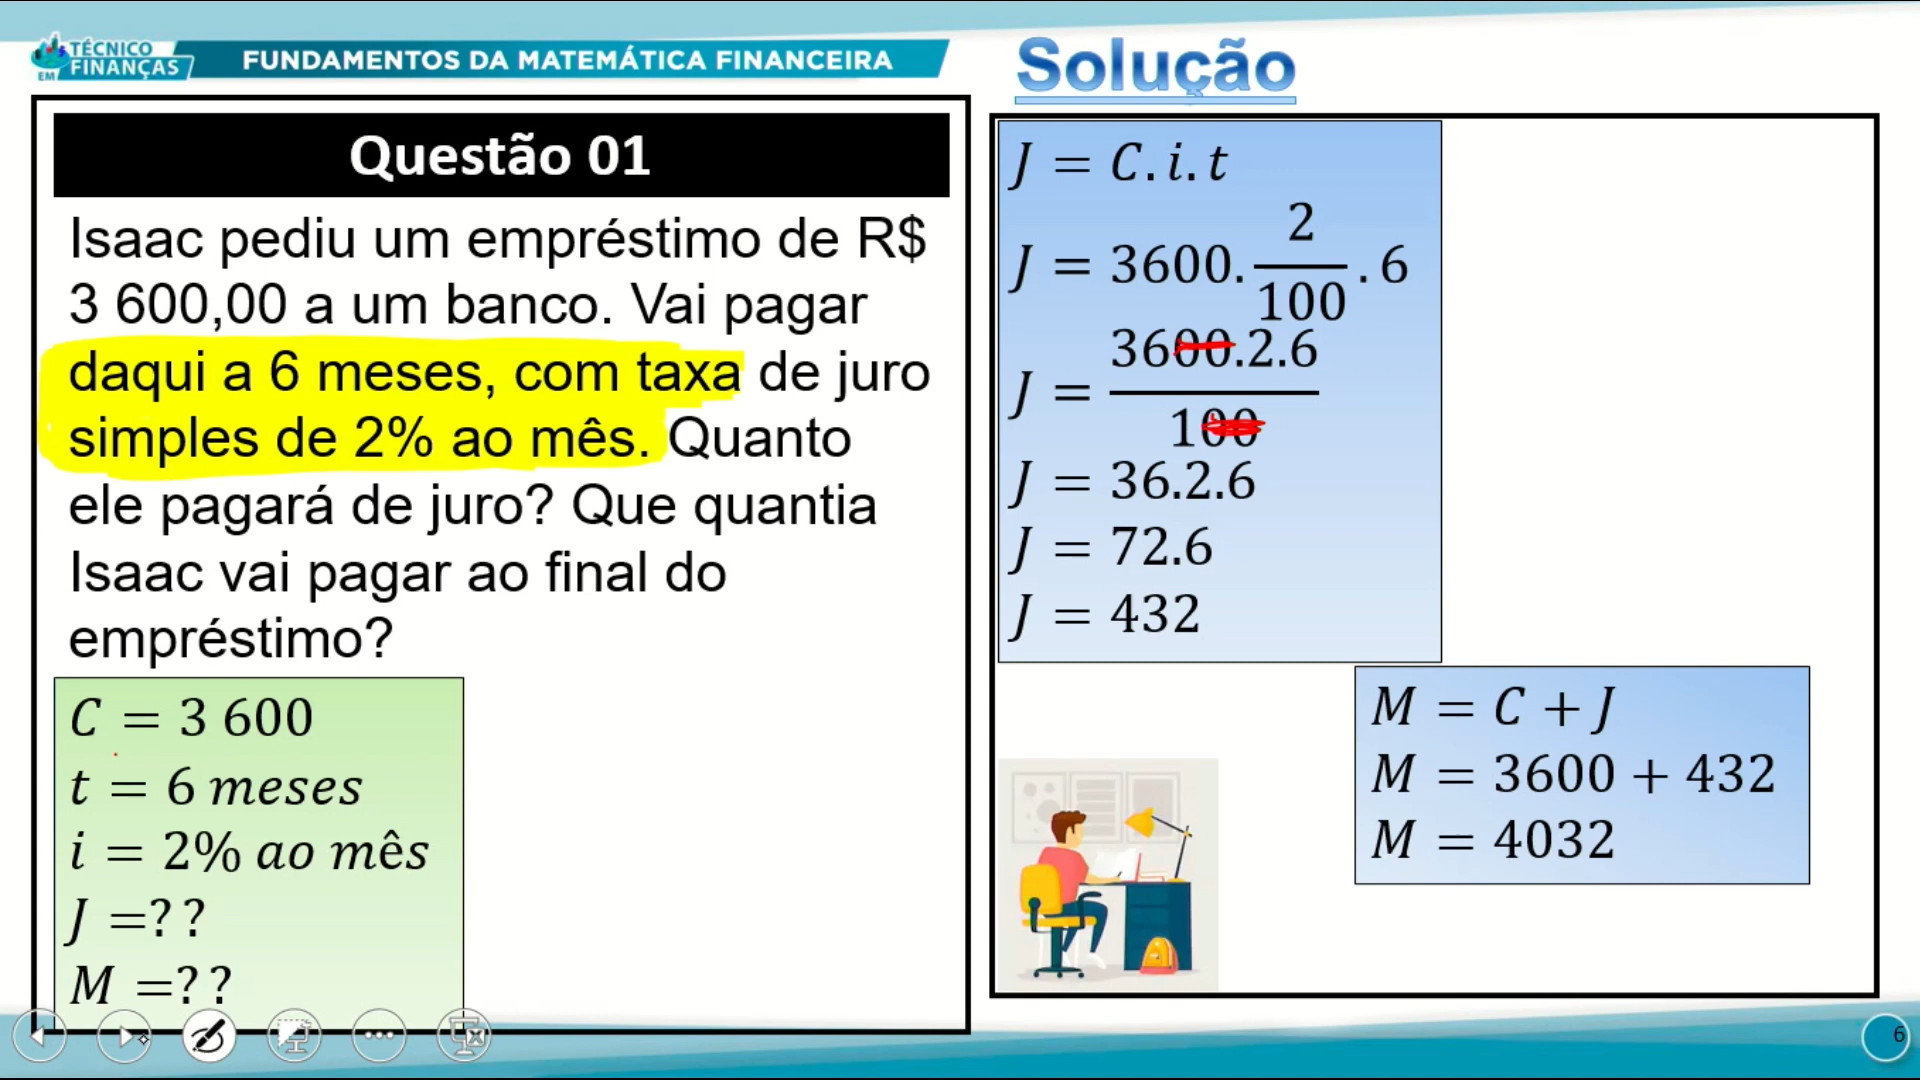 TÉCNICO
EM FINANÇAS
FUNDAMENTOS DA MATEMÁTICA FINANCEIRA
Solução
Questão 01
Isaac pediu um empréstimo de R$
3 600,00 a um banco. Vai pagar
daqui a 6 meses, com taxa de juro
simples de 2% ao mês. Quanto
ele pagará de juro? Que quantia
Isaac vai pagar ao final do
empréstimo?
C = 3 600
t = 6 meses
i = 2% ao mês
J =??
M =??
J = C.i.t
J = 3600. 2/100 .6
J = 3600.2.6/100
J = 36.2.6
J = 72.6
J = 432
M = C + J
M = 3600 + 432
M = 4032
6